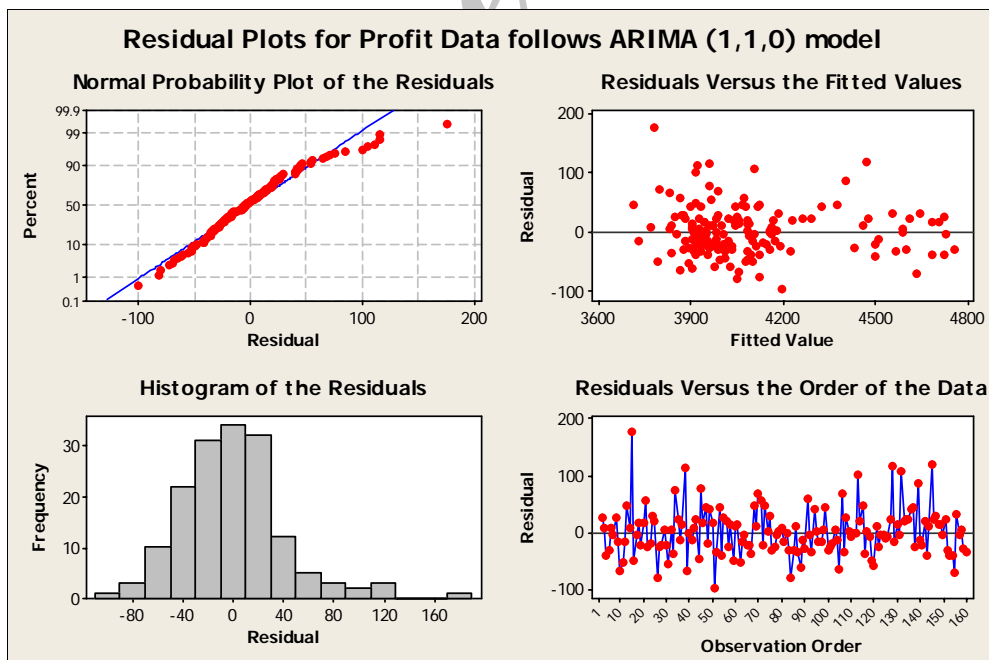 Residual Plots for Profit Data follows ARIMA (1,1,0) model
Normal Probability Plot of the Residuals
99.9
99
90
50
10
1
0.1
Percent
-100 0 100 200
Residual
Residuals Versus the Fitted Values
200
100
0
-100
Residual
3600 3900 4200 4500 4800
Fitted Value
Histogram of the Residuals
30
20
10
0
Frequency
-80 -40 0 40 80 120 160
Residual
Residuals Versus the Order of the Data
200
100
0
-100
Residual
1 10 20 30 40 50 60 70 80 90 100 110 120 130 140 150 160
Observation Order